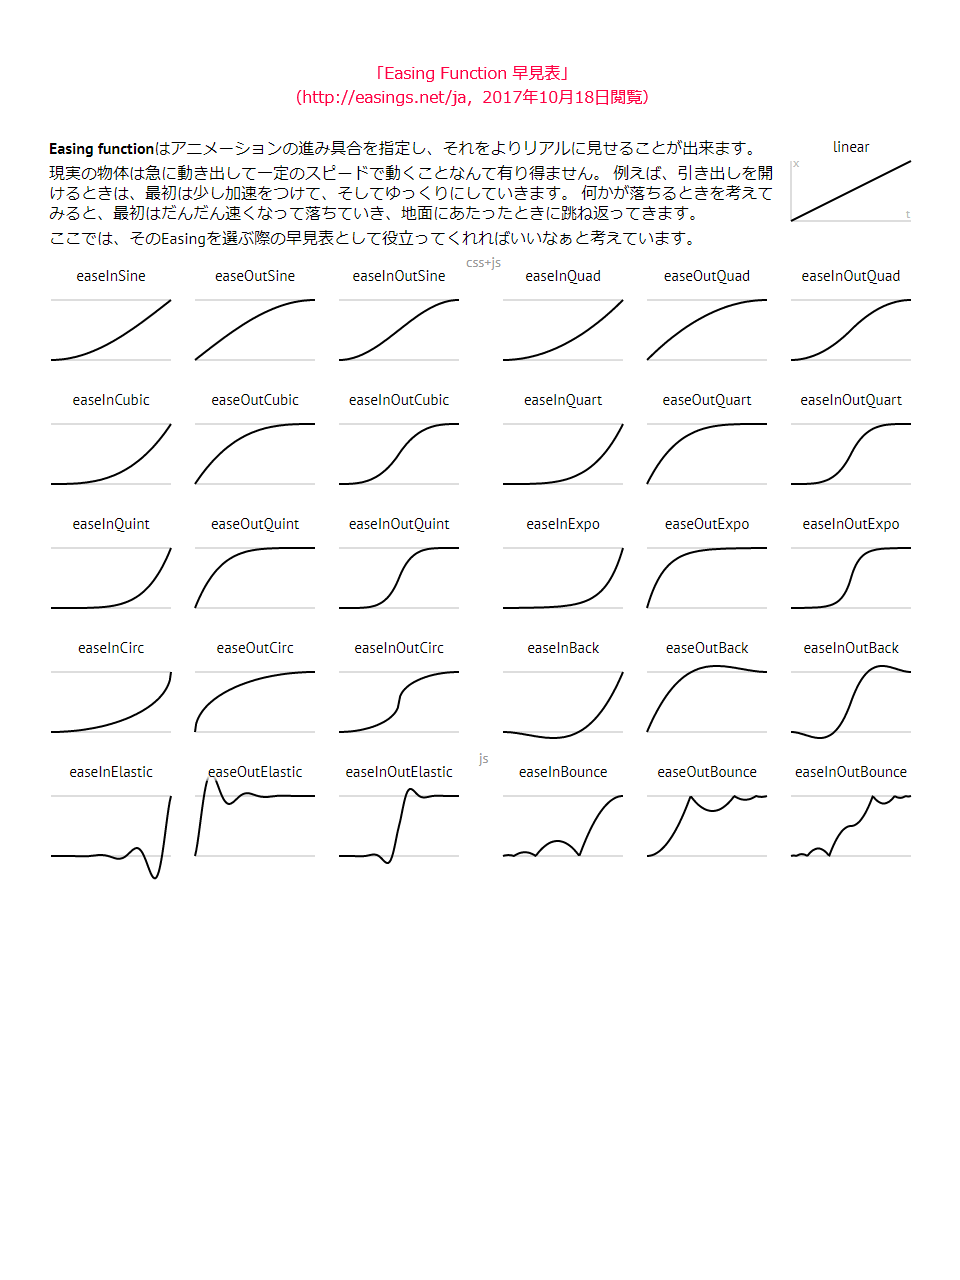 「Easing Function 早見表」
（http://easings.net/ja，2017年10月18日閲覧）
Easing functionはアニメーションの進み具合を指定し、それをよりリアルに見せることが出来ます。
現実の物体は急に動き出して一定のスピードで動くことなんて有り得ません。 例えば、引き出しを開
けるときは、最初は少し加速をつけて、そしてゆっくりにしていきます。 何かが落ちるときを考えて
みると、最初はだんだん速くなって落ちていき、地面にあたったときに跳ね返ってきます。
ここでは、そのEasingを選ぶ際の早見表として役立ってくれればいいなぁと考えています。
linear
x
t
css+js
easeInSine easeOutSine easeInOutSine easeInQuad easeOutQuad easeInOutQuad
easeInCubic easeOutCubic easeInOutCubic easeInQuart easeOutQuart easeInOutQuart
easeInQuint easeOutQuint easeInOutQuint easeInExpo easeOutExpo easeInOutExpo
easeInCirc easeOutCirc easeInOutCirc easeInBack easeOutBack easeInOutBack
js
easeInElastic easeOutElastic easeInOutElastic easeInBounce easeOutBounce easeInOutBounce